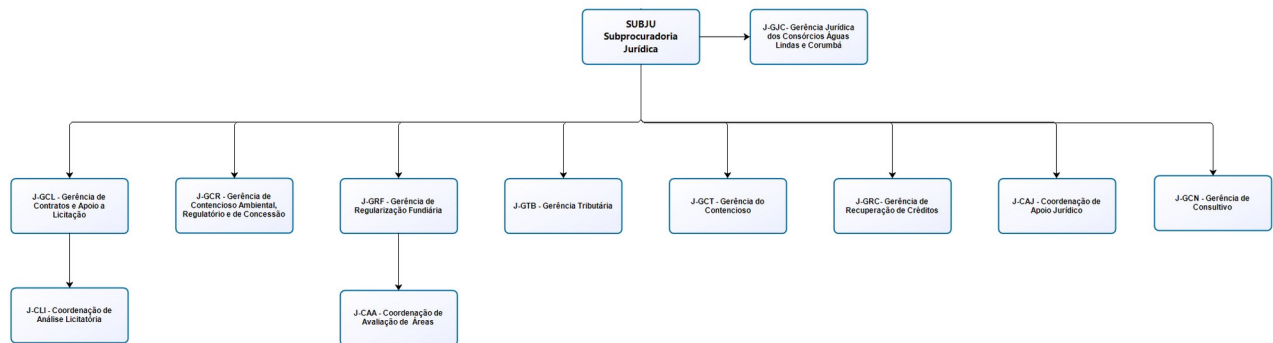 SUBJU
Subprocuradoria
Jurídica
J-GJC- Gerência Jurídica
dos Consórcios Águas
Lindas e Corumbá
J-GCL - Gerência de
Contratos e Apoio a
Licitação
J-GCR - Gerência de
Contencioso Ambiental,
Regulatório e de Concessão
J-GRF - Gerência de
Regularização Fundiária
J-GTB - Gerência Tributária
J-GCT - Gerência do
Contencioso
J-GRC- Gerência de
Recuperação de Créditos
J-CAJ - Coordenação de
Apoio Jurídico
J-GCN - Gerência de
Consultivo
J-CLI - Coordenação de
Análise Licitatória
J-CAA - Coordenação de
Avaliação de Áreas